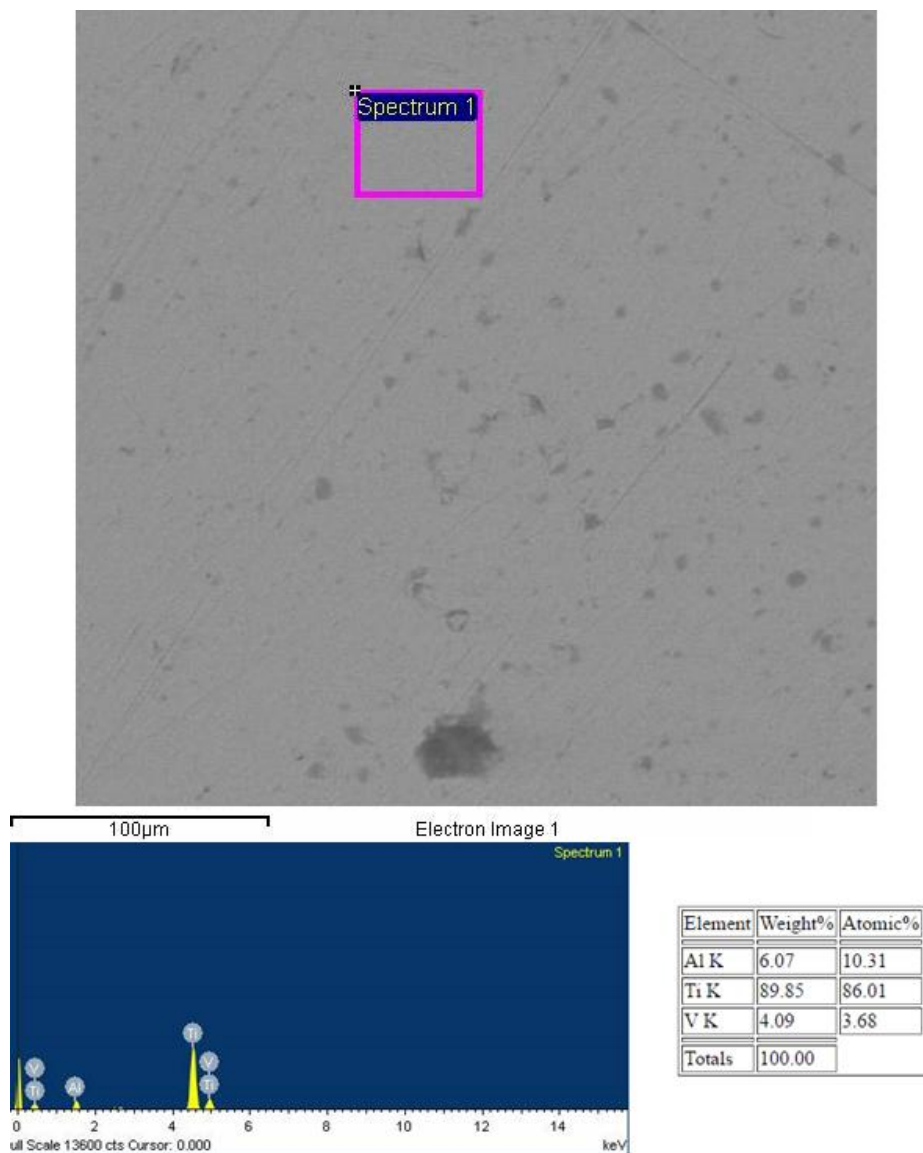 Spectrum 1
100µm
Electron Image 1
Spectrum 1
V
Ti
Al
Ti
V
Ti
0 2 4 6 8 10 12 14
ull Scale 13600 cts Cursor: 0.000 keV
Element Weight% Atomic%
Al K 6.07 10.31
Ti K 89.85 86.01
V K 4.09 3.68
Totals 100.00